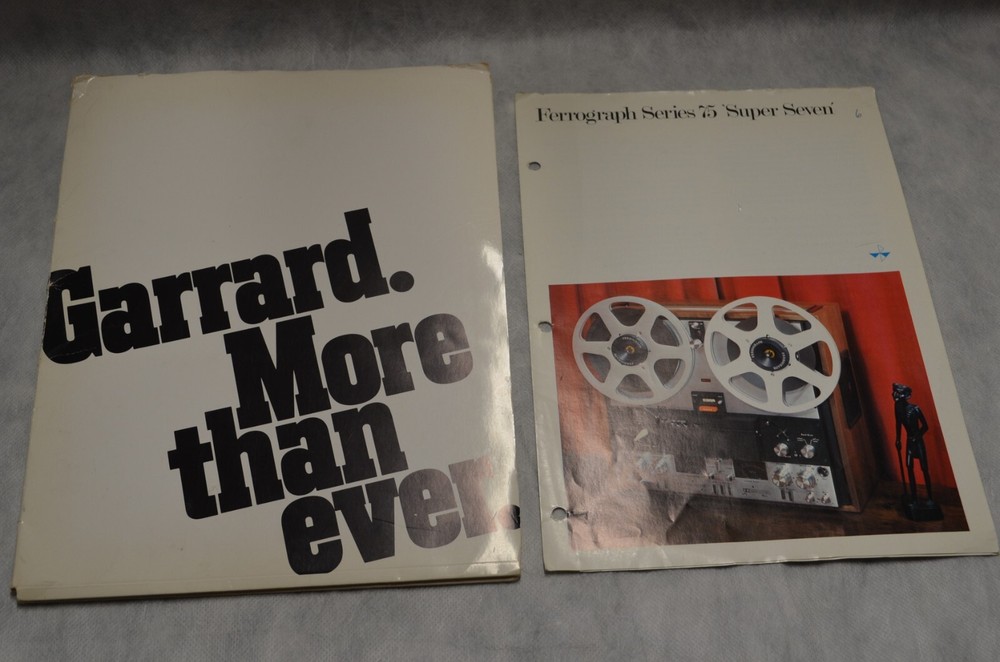 Garrard.
More
than
ever.
Ferrograph Series 75 'Super Seven'
6